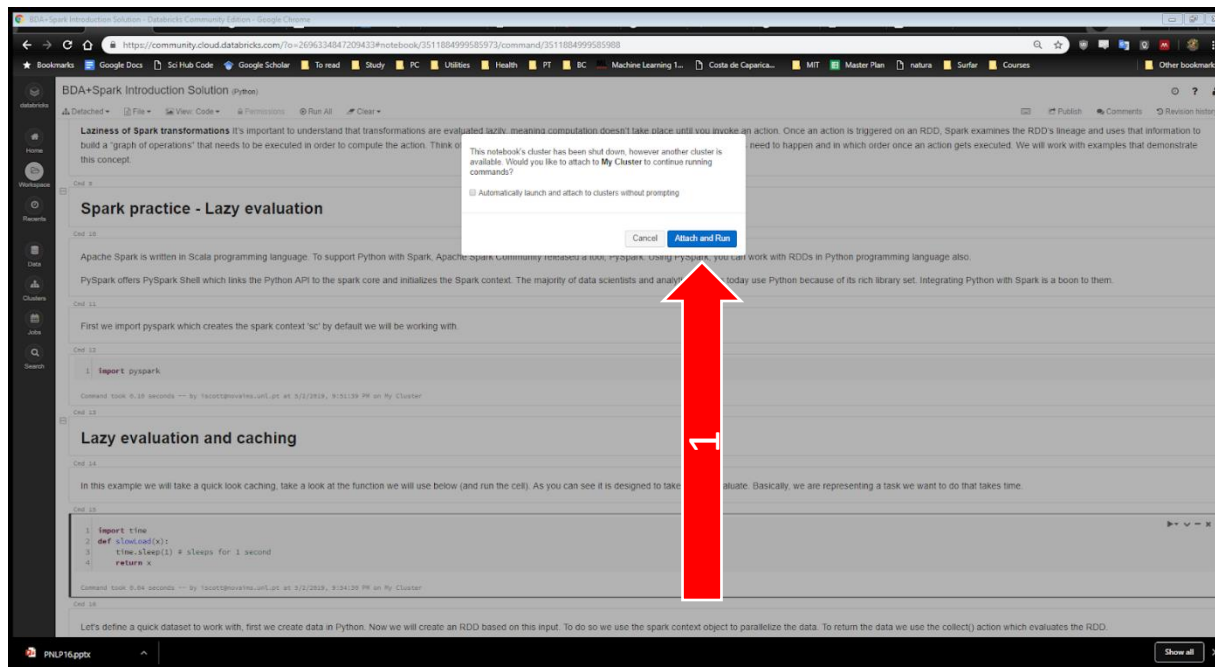 BDA+Spark Introduction Solution - Databricks Community Edition - Google Chrome
https://community.cloud.databricks.com/?o=2696334847209433#notebook/3511884999585973/command/3511884999585988
Bookmarks Google Docs Sci Hub Code Google Scholar To read Study PC Utilities Health PT BC Machine Learning 1... Costa de Caparica... MIT Master Plan natura Surfar Courses Other bookmark
databricks
Home
Workspace
Recents
Data
Clusters
Jobs
Search
BDA+Spark Introduction Solution (Python)
Detached File View: Code Permissions Run All Clear Publish Comments Revision history
Laziness of Spark transformations It's important to understand that transformations are evaluated lazily, meaning computation doesn't take place until you invoke an action. Once an action is triggered on an RDD, Spark examines the RDD's lineage and uses that information to
build a "graph of operations" that needs to be executed in order to compute the action. Think of need to happen and in which order once an action gets executed. We will work with examples that demonstrate
this concept.
This notebook's cluster has been shut down, however another cluster is
available. Would you like to attach to My Cluster to continue running
commands?
Automatically launch and attach to clusters without prompting
Cancel Attach and Run
1
Cmd 9
Spark practice - Lazy evaluation
Cmd 10
Apache Spark is written in Scala programming language. To support Python with Spark, Apache Spark Community released a tool, PySpark. Using PySpark, you can work with RDDs in Python programming language also.
PySpark offers PySpark Shell which links the Python API to the spark core and initializes the Spark context. The majority of data scientists and analyti today use Python because of its rich library set. Integrating Python with Spark is a boon to them.
Cmd 11
First we import pyspark which creates the spark context 'sc' by default we will be working with.
Cmd 12
1 import pyspark
Cmd 13
Lazy evaluation and caching
Cmd 14
In this example we will take a quick look caching, take a look at the function we will use below (and run the cell). As you can see it is designed to take aluate. Basically, we are representing a task we want to do that takes time.
Cmd 15
1 import time
2 def slowLoad(x):
3 time.sleep(1) # sleeps for 1 second
4 return x
Cmd 16
Let's define a quick dataset to work with, first we create data in Python. Now we will create an RDD based on this input. To do so we use the spark context object to parallelize the data. To return the data we use the collect() action which evaluates the RDD.
PNLP16.pptx
Show all